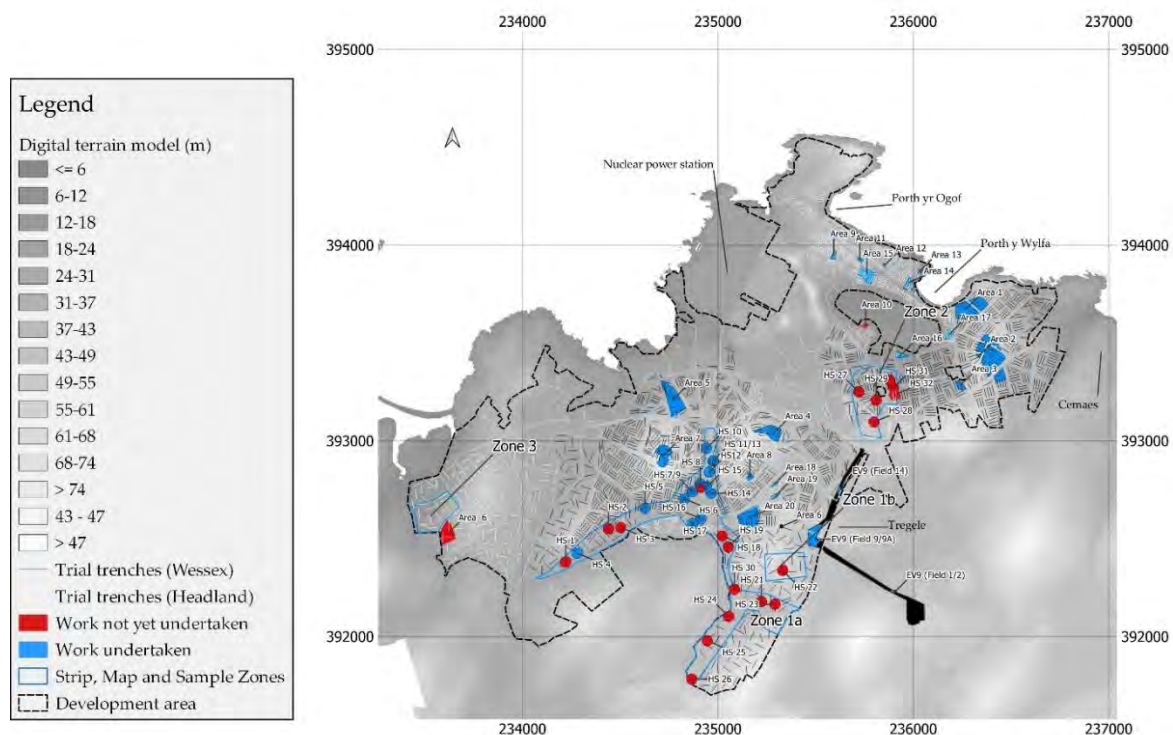 234000 235000 236000 237000
395000 395000
Legend
Digital terrain model (m)
<= 6
6-12
12-18
18-24
24-31
31-37
37-43
43-49
49-55
55-61
61-68
68-74
> 74
43 - 47
> 47
Trial trenches (Wessex)
Trial trenches (Headland)
Work not yet undertaken
Work undertaken
Strip, Map and Sample Zones
Development area
Nuclear power station
Porth yr Ogof
394000 394000
Area 9
Area 11
Area 12
Area 15
Area 13
Porth y Wylfa
Area 14
Area 1
Area 10
Zone 2
Area 17
Area 16
Area 2
Area 3
HS 27
HS 29
HS 31
HS 32
HS 28
Cemaes
Area 5
393000 393000
Zone 3
HS 10
Area 4
Area 7
HS 11/13
HS 8
HS 12
Area 8
HS 7/9
HS 15
Area 18
HS 5
Area 19
EV9 (Field 14)
HS 14
Zone 1b
HS 2
HS 16
HS 6
Area 20
Area 6
Area 6
HS 17
HS 19
Tregele
HS 1
HS 3
HS 18
EV9 (Field 9/9A)
HS 4
HS 30
HS 21
HS 22
EV9 (Field 1/2)
HS 24
HS 23
Zone 1a
392000 392000
HS 25
HS 26
234000 235000 236000 237000